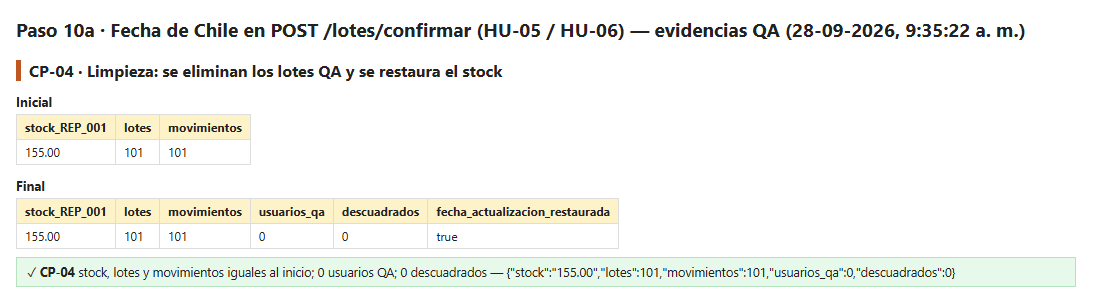 Paso 10a · Fecha de Chile en POST /lotes/confirmar (HU-05 / HU-06) — evidencias QA (28-09-2026, 9:35:22 a. m.)
CP-04 · Limpieza: se eliminan los lotes QA y se restaura el stock
Inicial
stock_REP_001 lotes movimientos
155.00 101 101
Final
stock_REP_001 lotes movimientos usuarios_qa descuadrados fecha_actualizacion_restaurada
155.00 101 101 0 0 true
✓ CP-04 stock, lotes y movimientos iguales al inicio; 0 usuarios QA; 0 descuadrados — {"stock":"155.00","lotes":101,"movimientos":101,"usuarios_qa":0,"descuadrados":0}